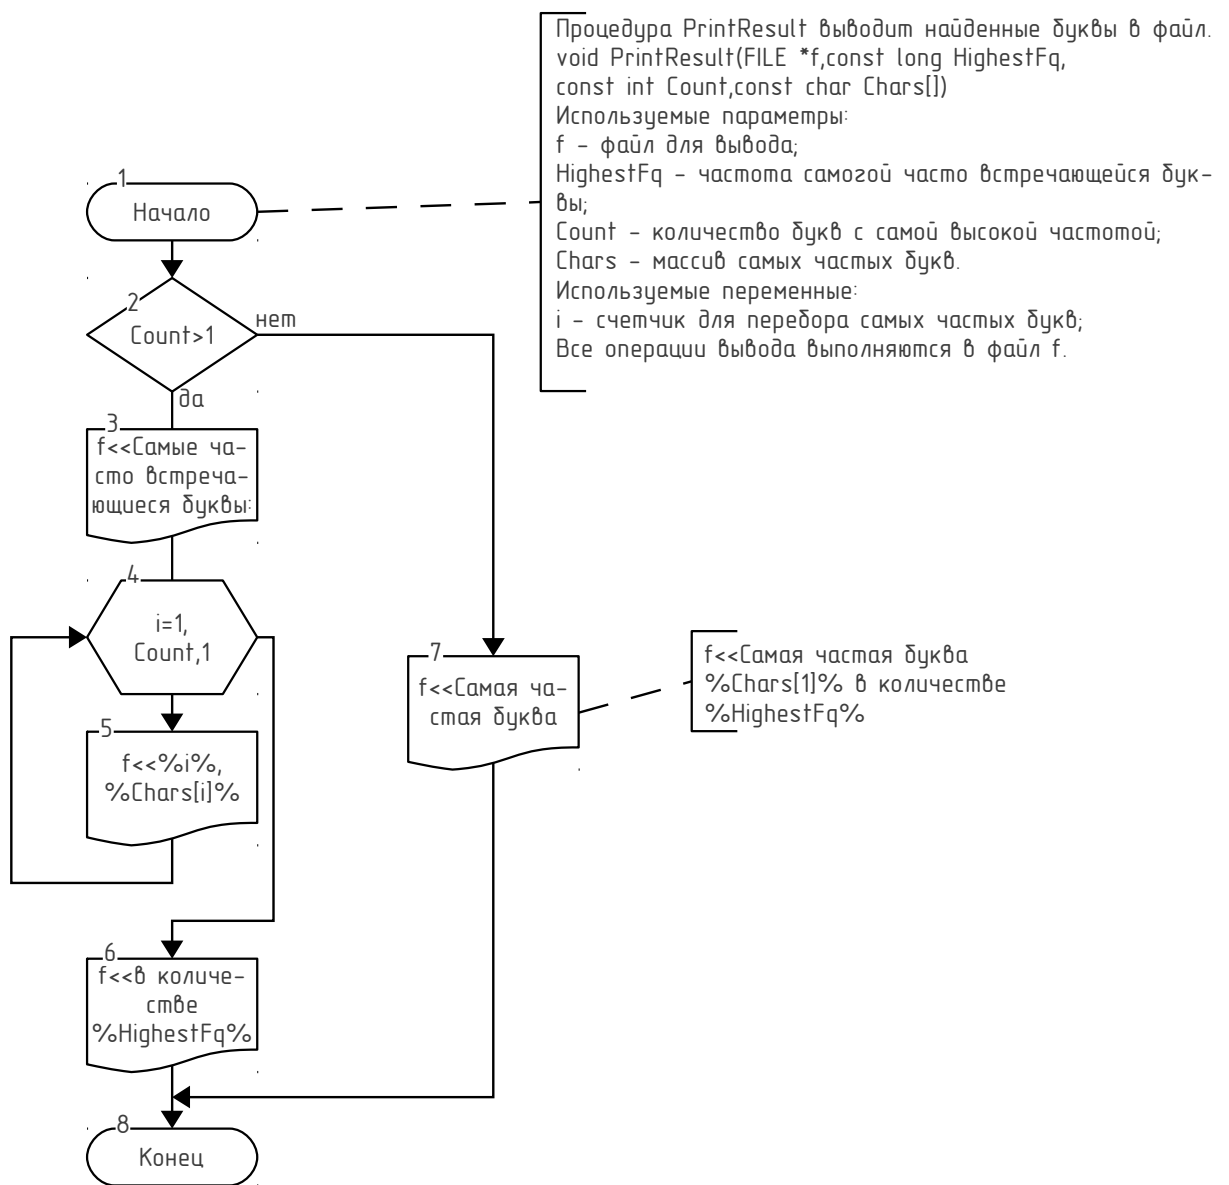 Процедура PrintResult выводит найденные буквы в файл.
void PrintResult(FILE *f,const long HighestFq,
const int Count,const char Chars[])
Используемые параметры:
f – файл для вывода;
HighestFq – частота самогой часто встречающейся бук-
вы;
Count – количество букв с самой высокой частотой;
Chars – массив самых частых букв.
Используемые переменные:
i – счетчик для перебора самых частых букв;
Все операции вывода выполняются в файл f.
1
Начало
2
Count>1
нет
да
3
f<<Самые ча-
сто встреча-
ющиеся буквы:
4
i=1,
Count,1
5
f<<%i%,
%Chars[i]%
6
f<<в количе-
стве
%HighestFq%
7
f<<Самая ча-
стая буква
f<<Самая частая буква
%Chars[1]% в количестве
%HighestFq%
8
Конец